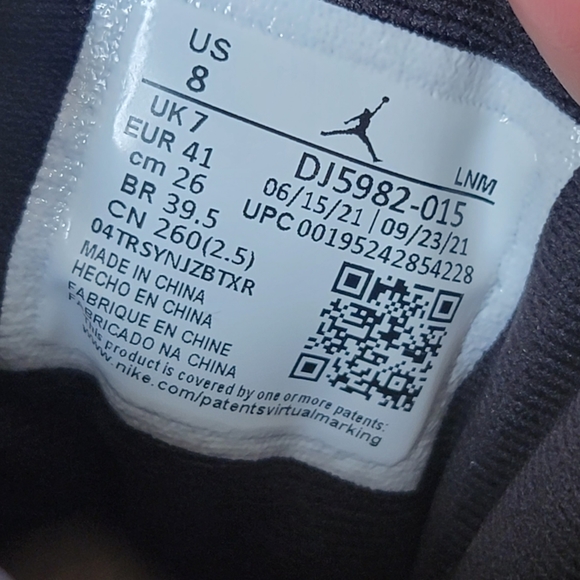 US
8
UK 7
EUR 41
cm 26
BR 39.5
CN 260(2.5)
04TRSYNJZBTXR
MADE IN CHINA
HECHO EN CHINA
FABRIQUE EN CHINE
FABRICADO NA CHINA
This product is covered by one or more patents:
www.nike.com/patentsvirtualmarking
LNM
DJ5982-015
06/15/21 | 09/23/21
UPC 00195242854228